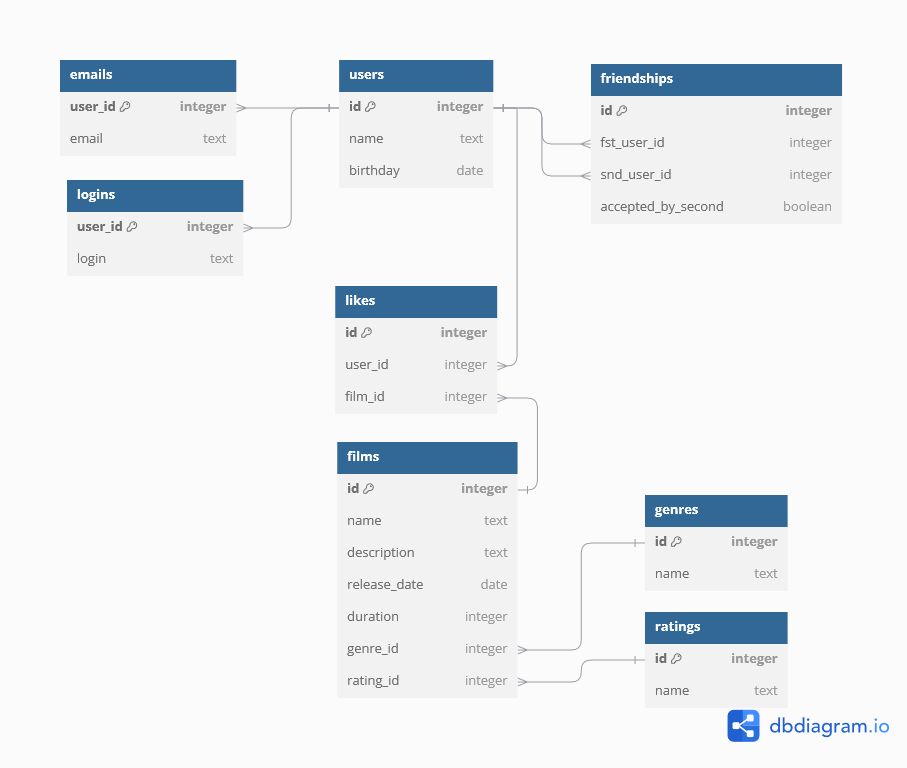 emails
user_id integer
email text
users
id integer
name text
birthday date
friendships
id integer
fst_user_id integer
snd_user_id integer
accepted_by_second boolean
logins
user_id integer
login text
likes
id integer
user_id integer
film_id integer
films
id integer
name text
description text
release_date date
duration integer
genre_id integer
rating_id integer
genres
id integer
name text
ratings
id integer
name text
dbdiagram.io